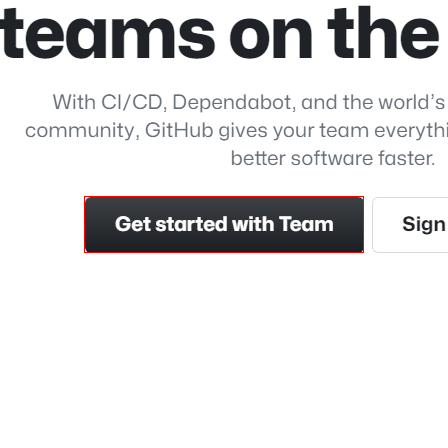 teams on the
With CI/CD, Dependabot, and the world's
community, GitHub gives your team everythi
better software faster.
Get started with Team
Sign